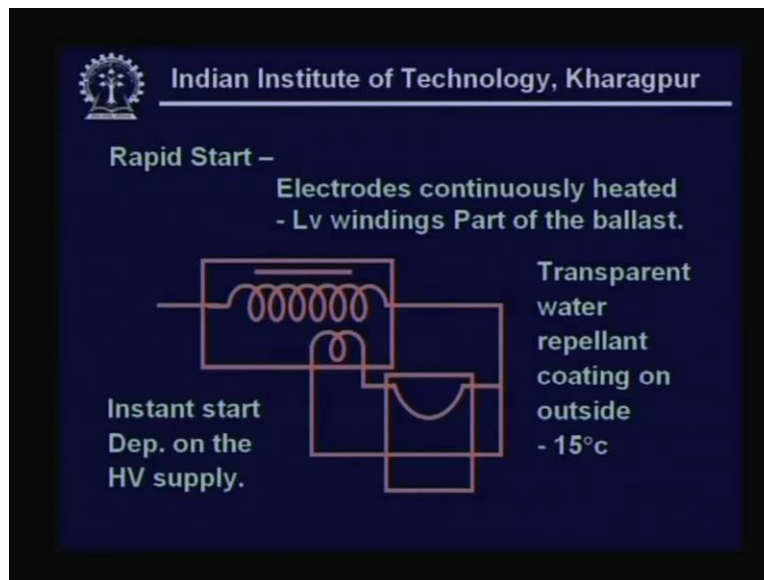 Indian Institute of Technology, Kharagpur
Rapid Start –
Electrodes continuously heated
- Lv windings Part of the ballast.
Transparent
water
repellant
coating on
outside
- 15°c
Instant start
Dep. on the
HV supply.